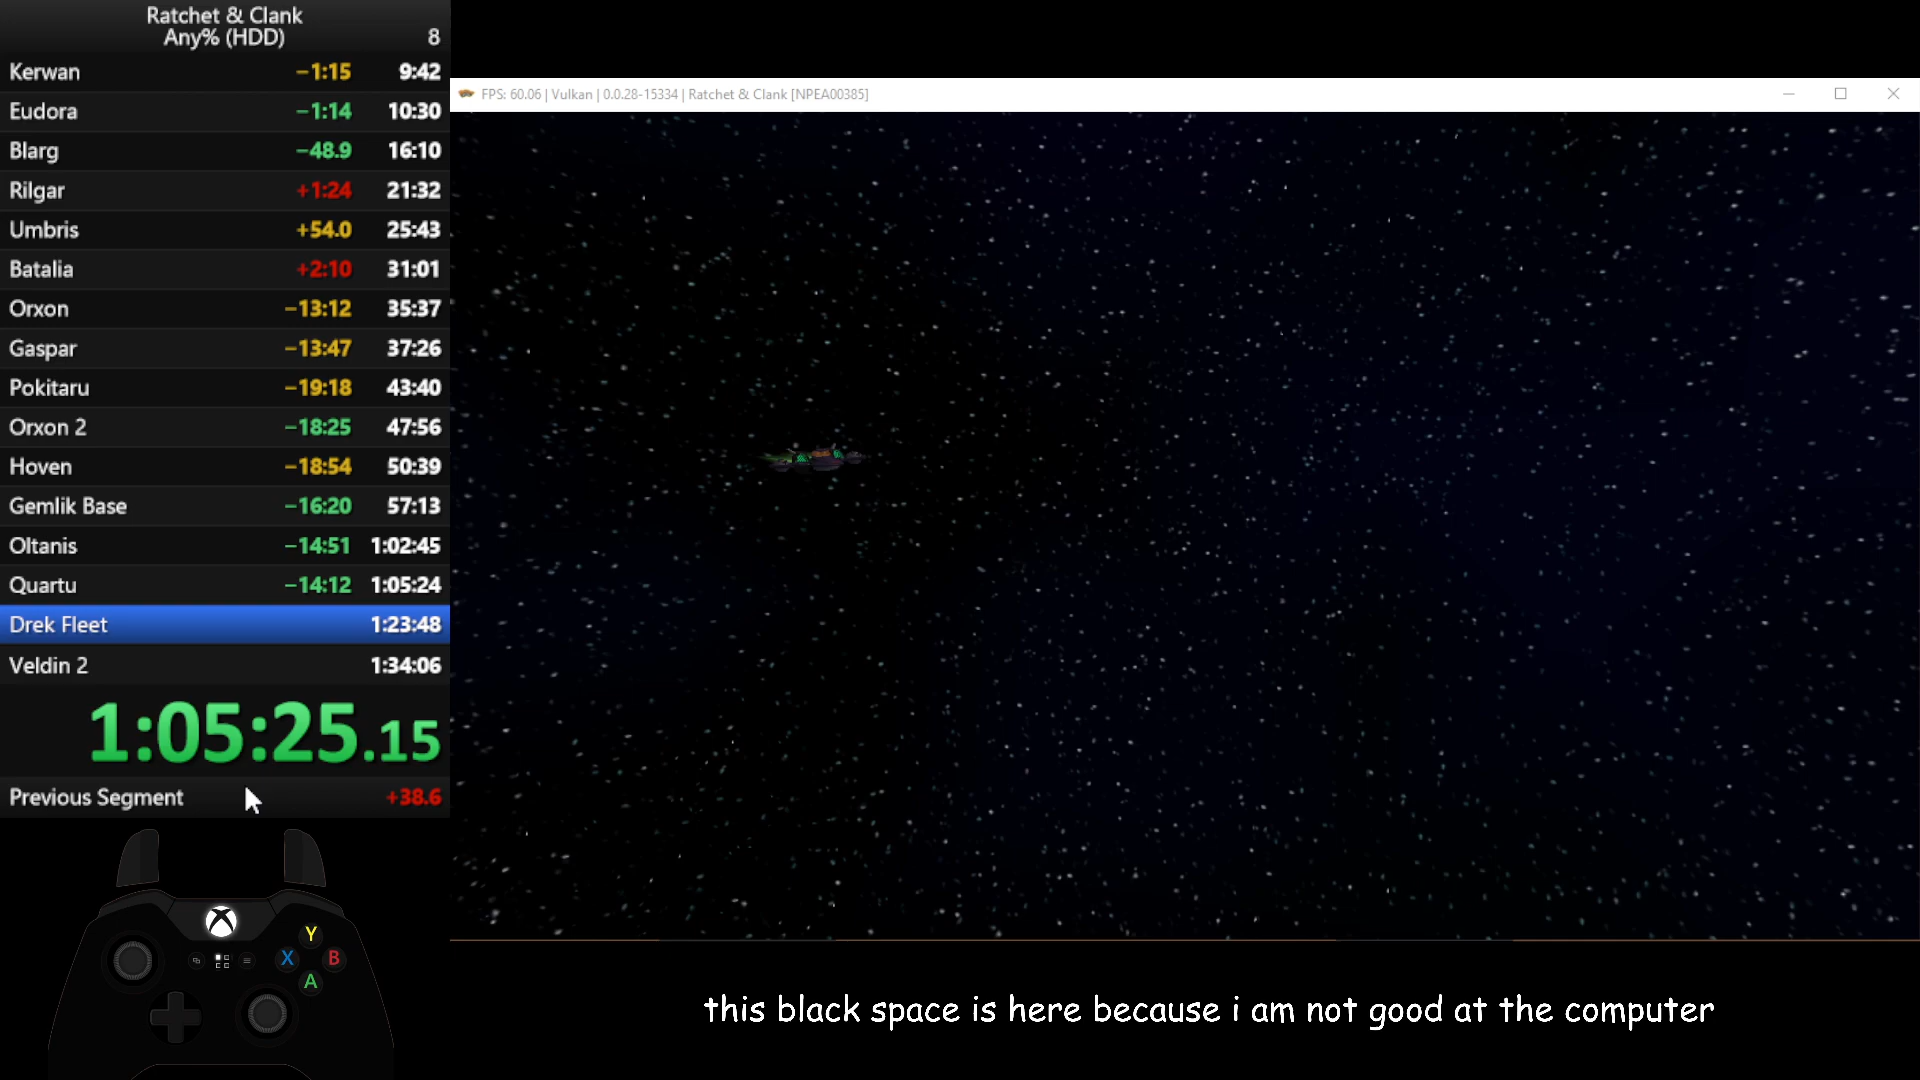 Ratchet & Clank
Any% (HDD) 8
Kerwan −1:15 9:42
Eudora −1:14 10:30
Blarg −48.9 16:10
Rilgar +1:24 21:32
Umbris +54.0 25:43
Batalia +2:10 31:01
Orxon −13:12 35:37
Gaspar −13:47 37:26
Pokitaru −19:18 43:40
Orxon 2 −18:25 47:56
Hoven −18:54 50:39
Gemlik Base −16:20 57:13
Oltanis −14:51 1:02:45
Quartu −14:12 1:05:24
Drek Fleet 1:23:48
Veldin 2 1:34:06
1:05:25.15
Previous Segment +38.6
FPS: 60.06 | Vulkan | 0.0.28-15334 | Ratchet & Clank [NPEA00385]
Y
X B
A
this black space is here because i am not good at the computer